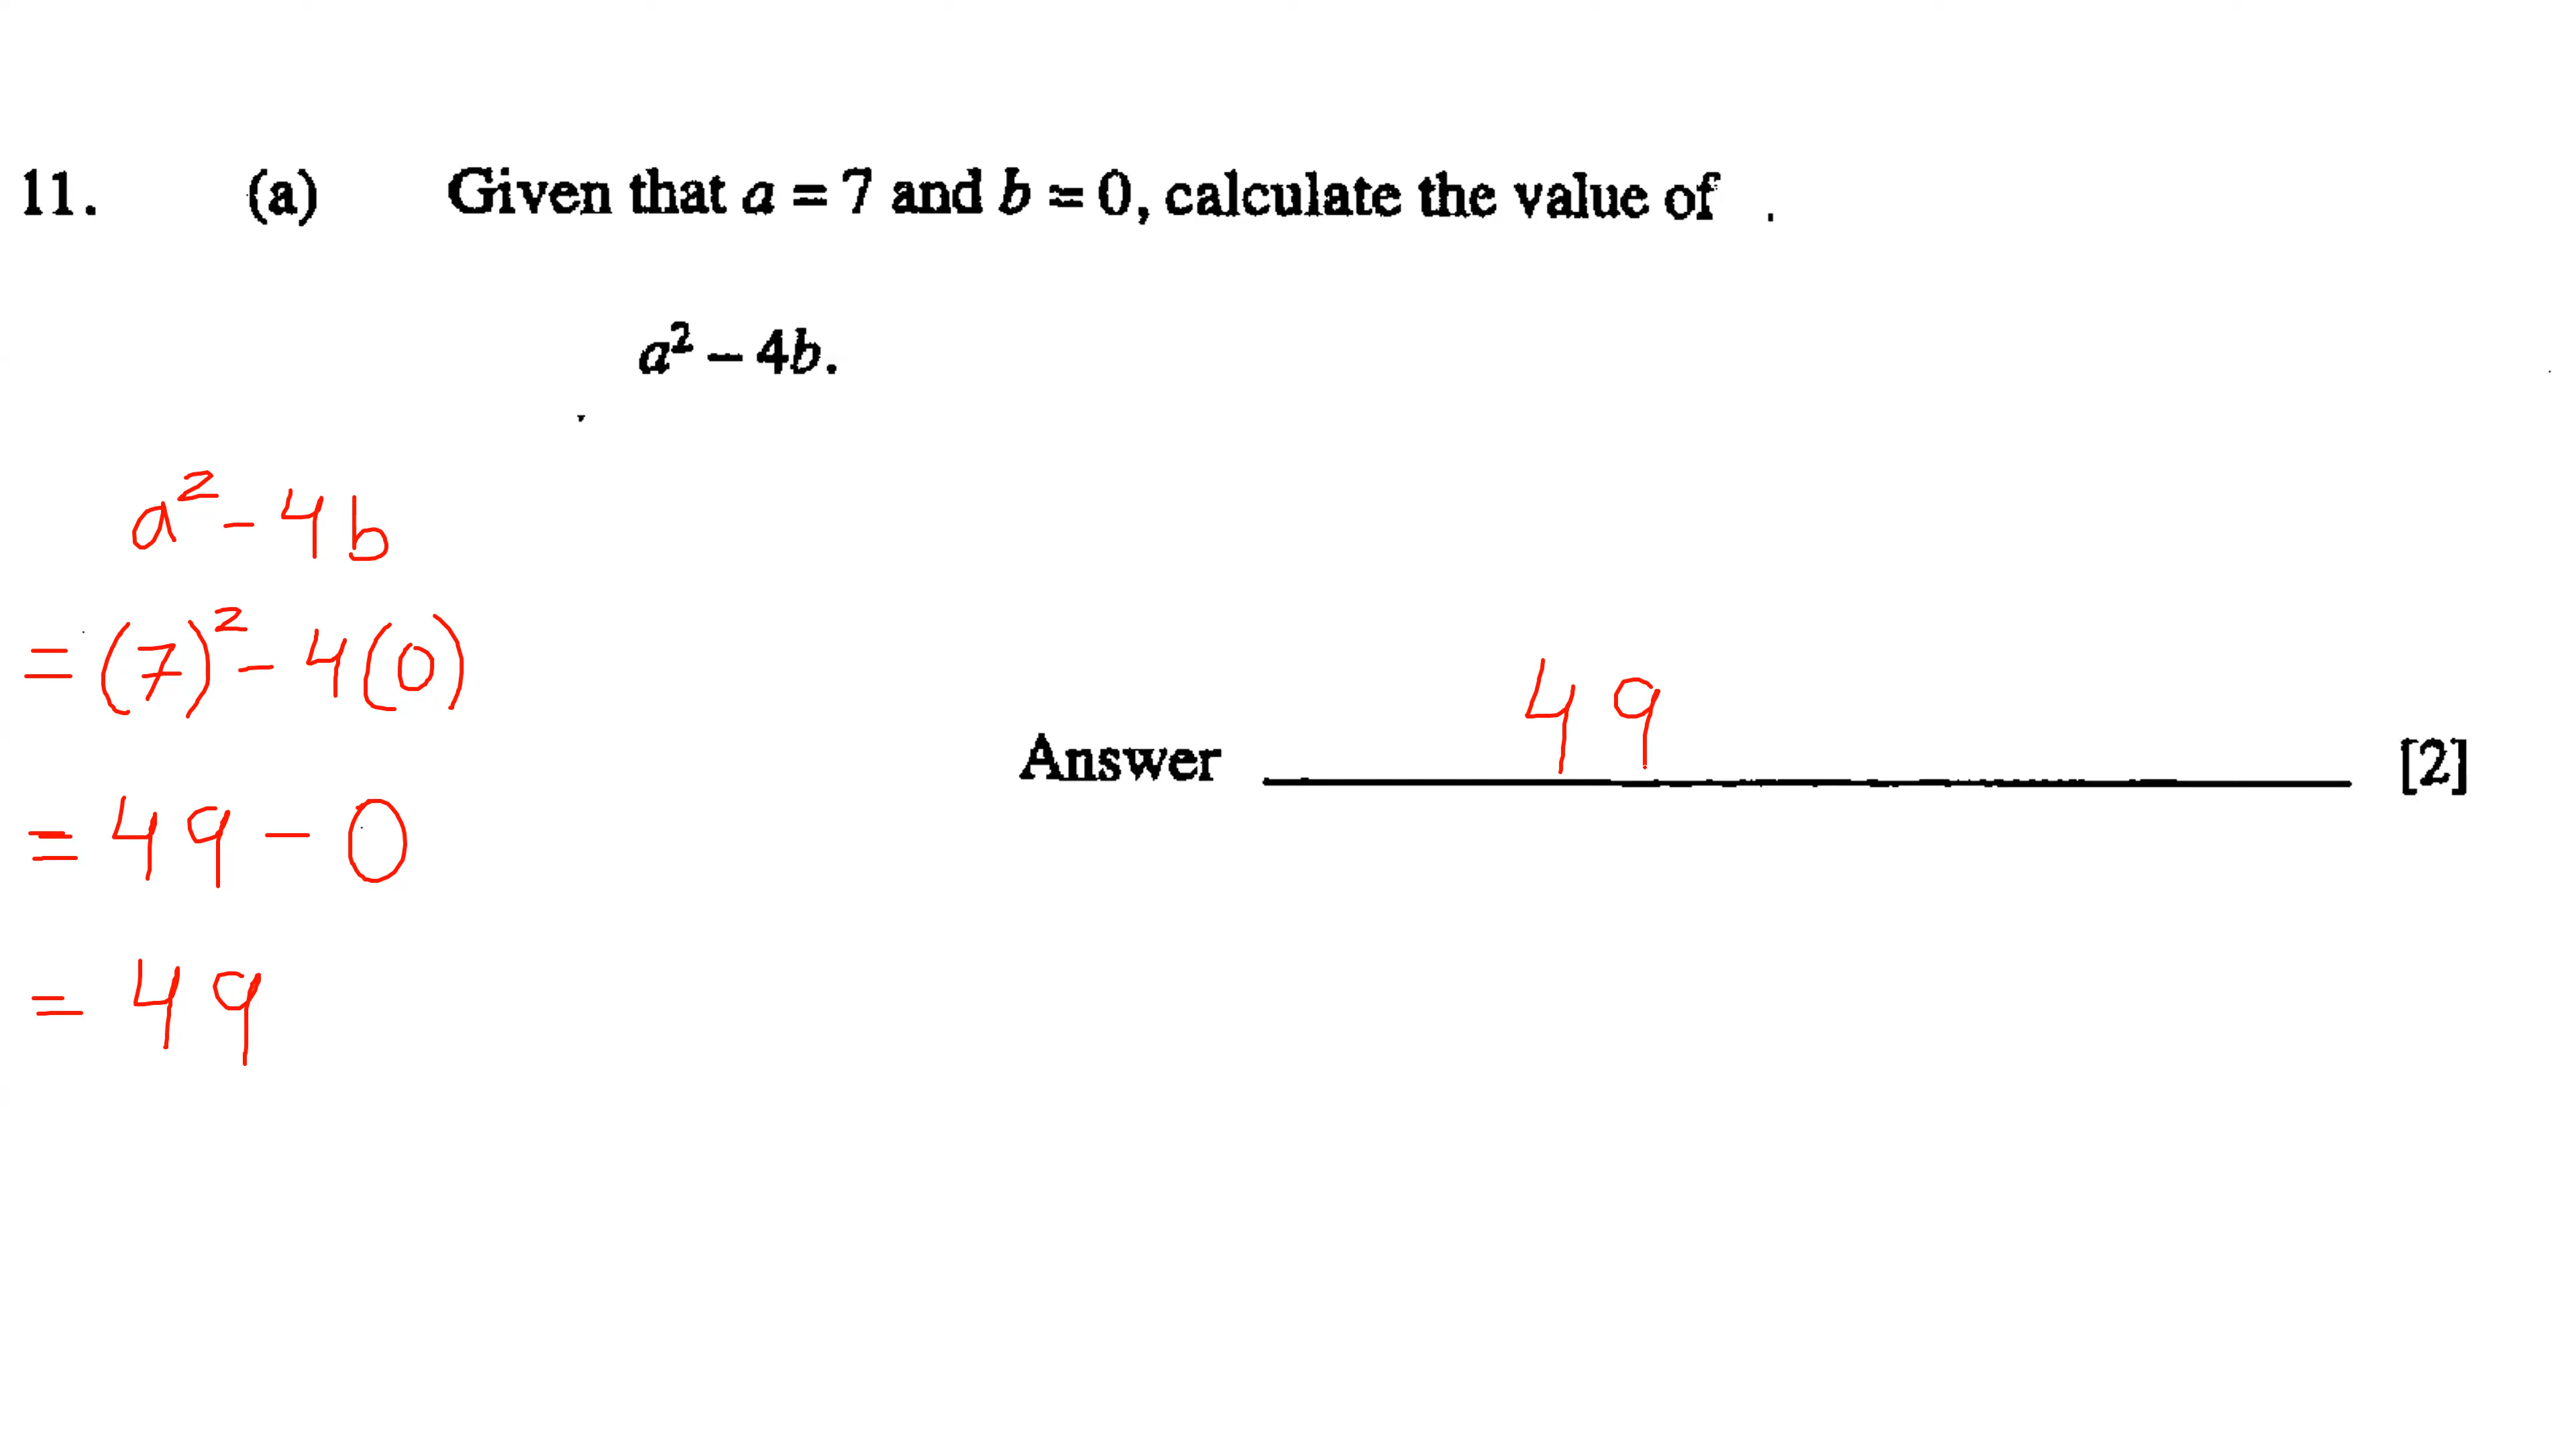 11. (a) Given that a = 7 and b = 0, calculate the value of
a² – 4b.
a² - 4b
= (7)² - 4(0)
= 49 - 0
= 49
Answer 49 [2]